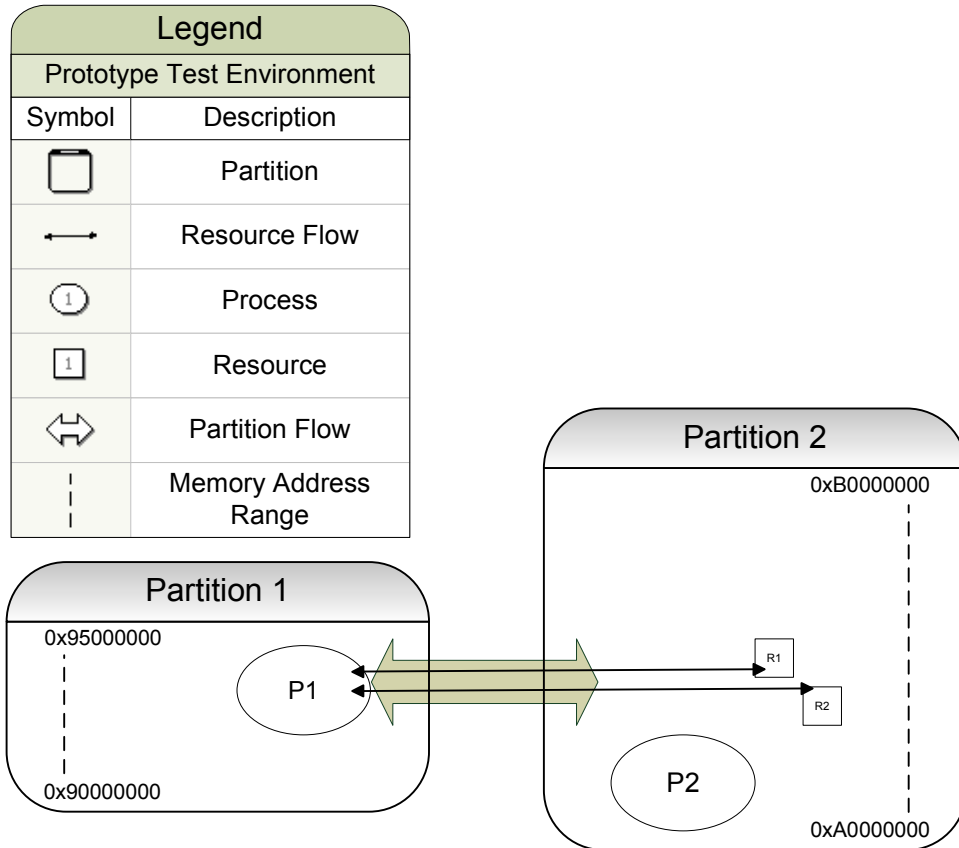 Legend
Prototype Test Environment
Symbol Description
Partition
Resource Flow
1 Process
1 Resource
Partition Flow
Memory Address
Range
Partition 2
0xB0000000
R1
R2
P2
0xA0000000
Partition 1
0x95000000
P1
0x90000000